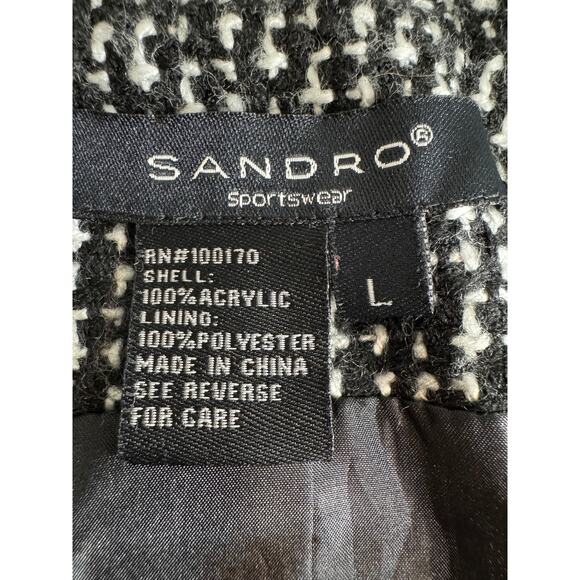 SANDRO®
Sportswear
RN#100170
SHELL:
100%ACRYLIC
LINING:
100%POLYESTER
MADE IN CHINA
SEE REVERSE
FOR CARE
L